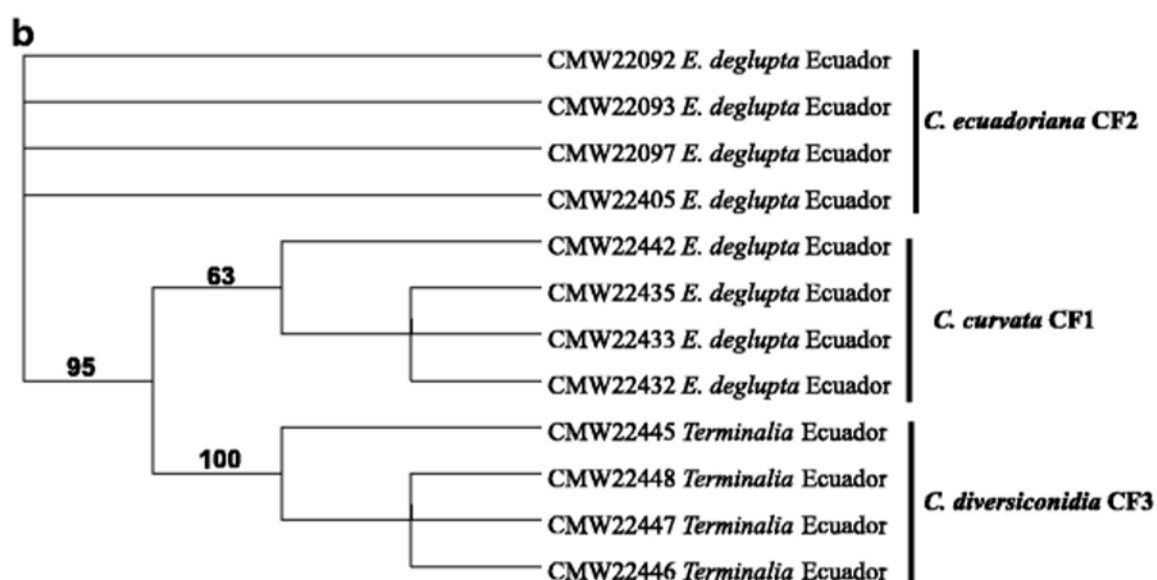 b
CMW22092 E. deglupta Ecuador
CMW22093 E. deglupta Ecuador
C. ecuadoriana CF2
CMW22097 E. deglupta Ecuador
CMW22405 E. deglupta Ecuador
CMW22442 E. deglupta Ecuador
63
CMW22435 E. deglupta Ecuador
C. curvata CF1
CMW22433 E. deglupta Ecuador
95
CMW22432 E. deglupta Ecuador
CMW22445 Terminalia Ecuador
100
CMW22448 Terminalia Ecuador
C. diversiconidia CF3
CMW22447 Terminalia Ecuador
CMW22446 Terminalia Ecuador